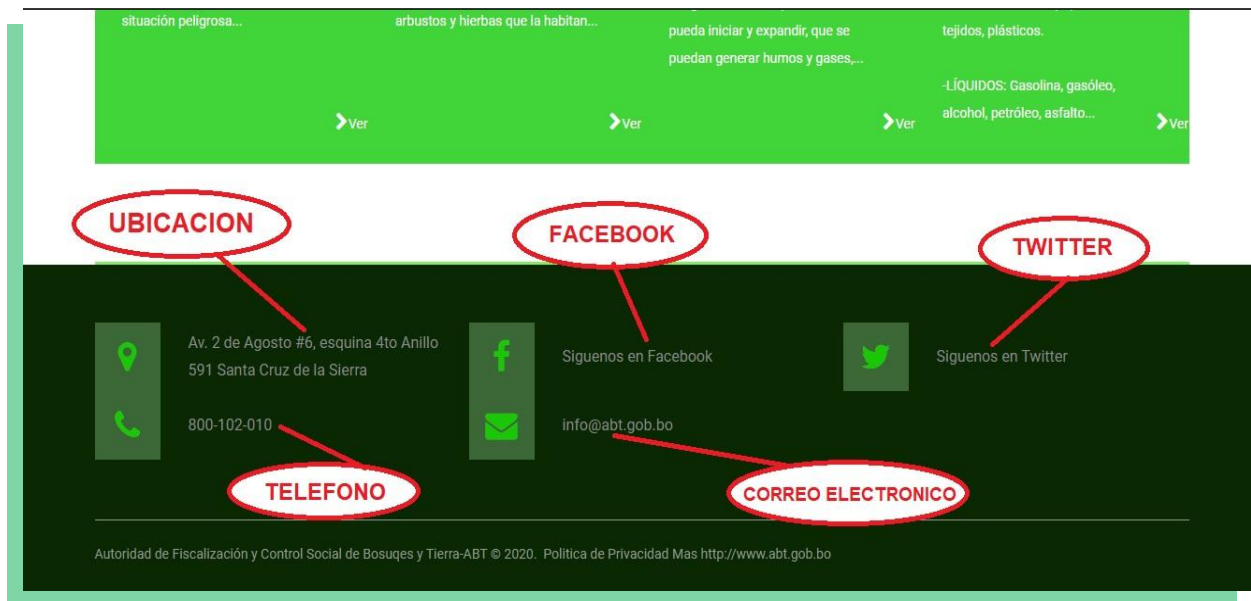 situación peligrosa...
Ver
arbustos y hierbas que la habitan...
Ver
pueda iniciar y expandir, que se
puedan generar humos y gases,...
Ver
tejidos, plásticos.
-LÍQUIDOS: Gasolina, gasóleo,
alcohol, petróleo, asfalto...
Ver
UBICACION
FACEBOOK
TWITTER
Av. 2 de Agosto #6, esquina 4to Anillo
591 Santa Cruz de la Sierra
Siguenos en Facebook
Siguenos en Twitter
800-102-010
info@abt.gob.bo
TELEFONO
CORREO ELECTRONICO
Autoridad de Fiscalización y Control Social de Bosuqes y Tierra-ABT © 2020. Politica de Privacidad Mas http://www.abt.gob.bo